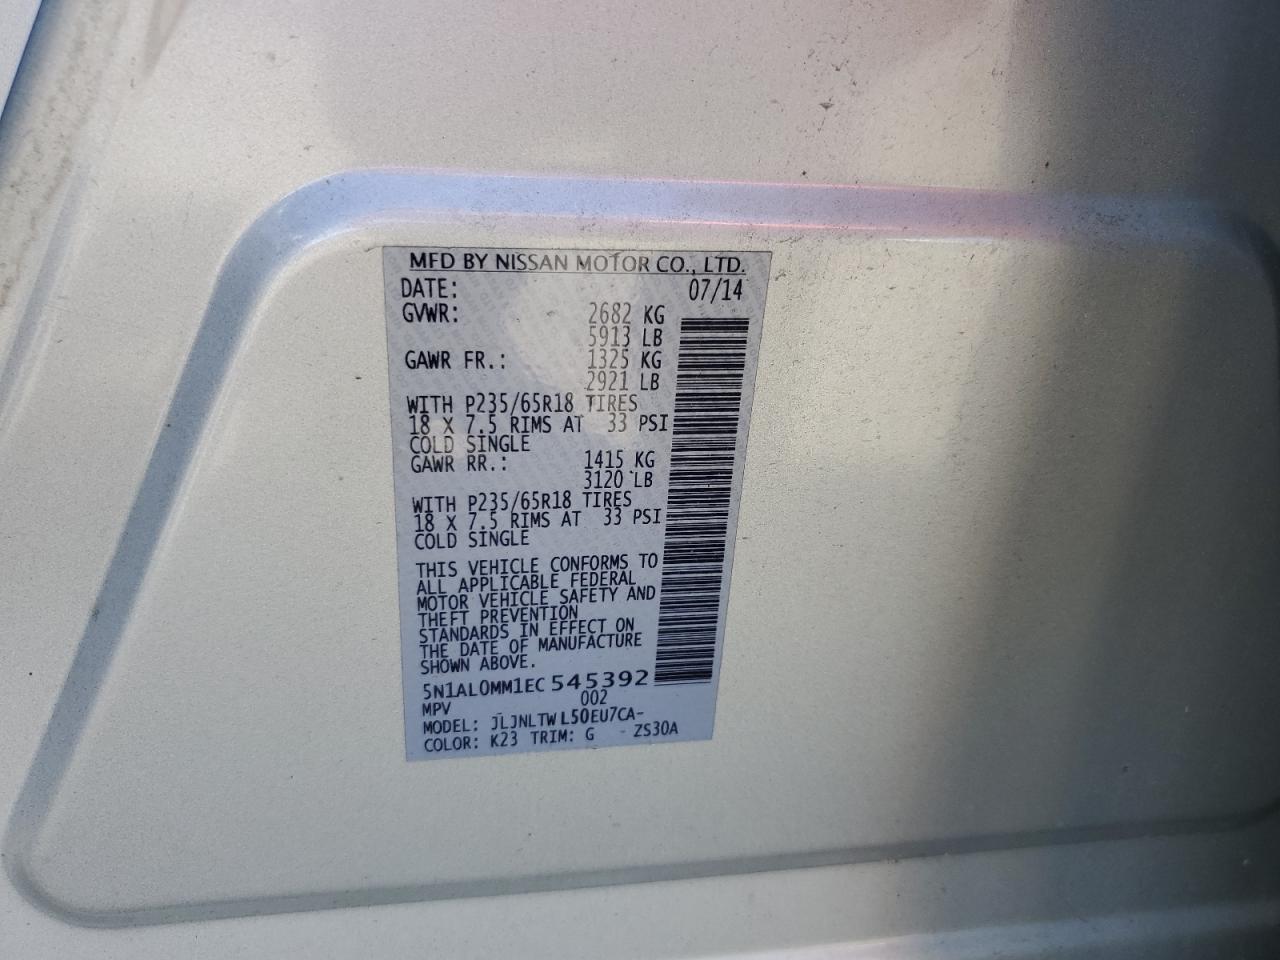 MFD BY NISSAN MOTOR CO., LTD.
DATE: 07/14
GVWR: 2682 KG
5913 LB
GAWR FR.: 1325 KG
2921 LB
WITH P235/65R18 TIRES
18 X 7.5 RIMS AT 33 PSI
COLD SINGLE
GAWR RR.: 1415 KG
3120 LB
WITH P235/65R18 TIRES
18 X 7.5 RIMS AT 33 PSI
COLD SINGLE
THIS VEHICLE CONFORMS TO
ALL APPLICABLE FEDERAL
MOTOR VEHICLE SAFETY AND
THEFT PREVENTION
STANDARDS IN EFFECT ON
THE DATE OF MANUFACTURE
SHOWN ABOVE.
5N1AL0MM1EC 545392
MPV 002
MODEL: JLJNLTW L50EU7CA-
COLOR: K23 TRIM: G - ZS30A